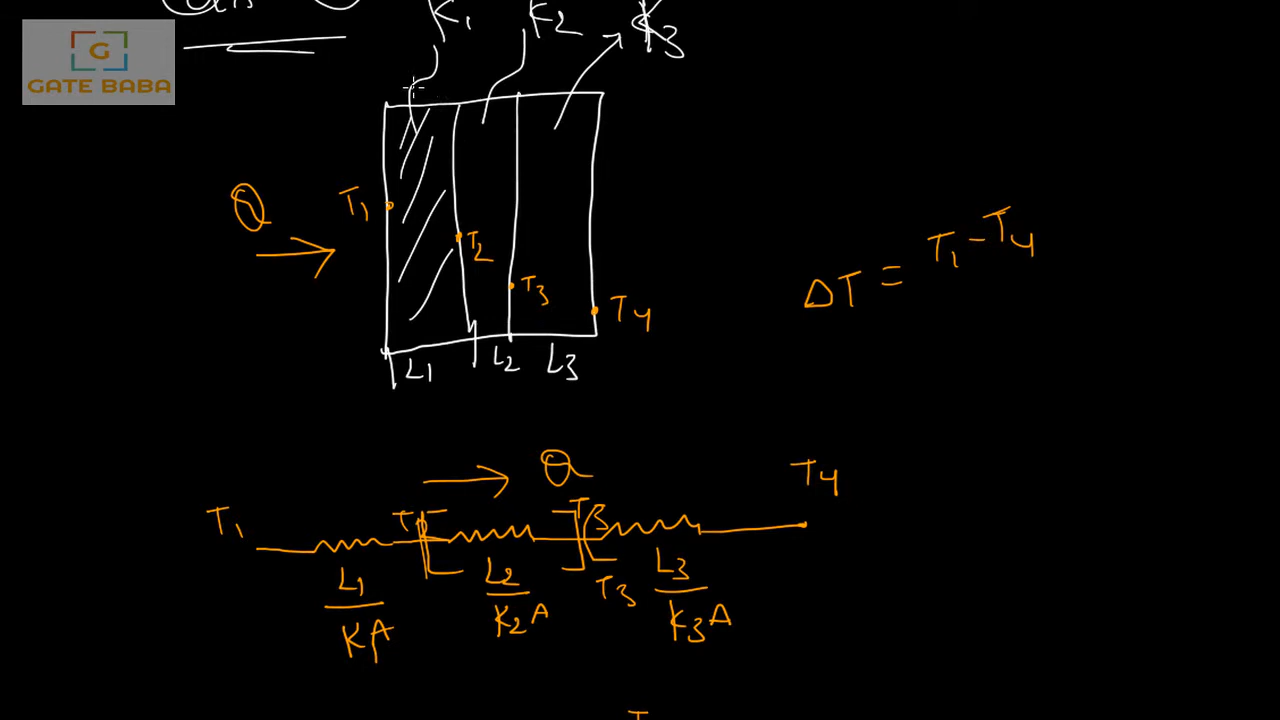 K1 K2 K3
G
GATE BABA
Q
T1
T2
T3
T4
ΔT = T1 - T4
L1 L2 L3
Q
T1
T3
T4
L1/KA
L2/K2A
T3
L3/K3A
T